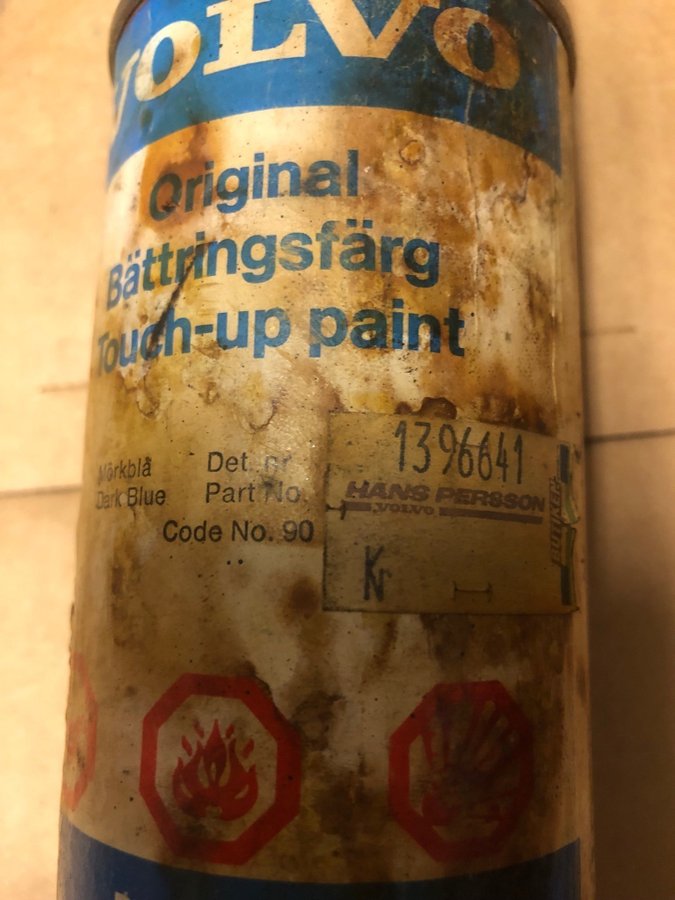 VOLVO
Original
Bättringsfärg
Touch-up paint
Mörkblå
Dark Blue
Det. nr
Part No.
Code No. 90
1396641
HANS PERSSON
VOLVO
K